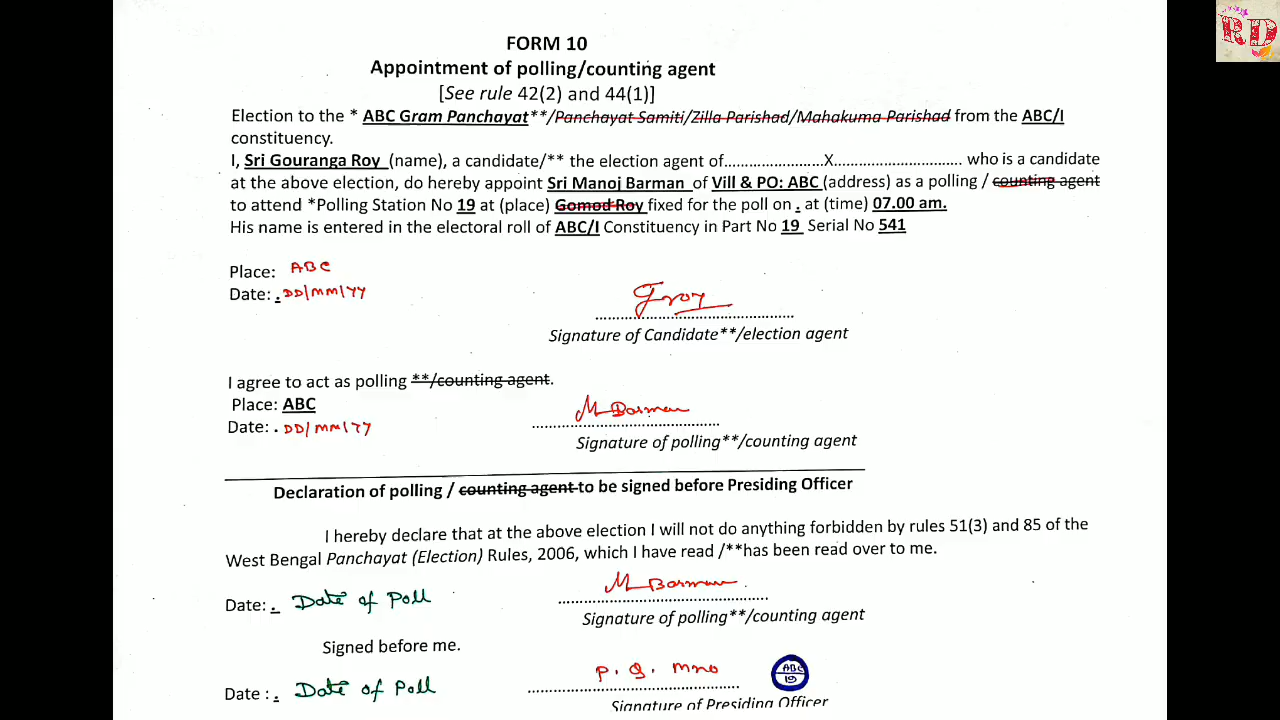 RD
FORM 10
Appointment of polling/counting agent
[See rule 42(2) and 44(1)]
Election to the * ABC Gram Panchayat**/Panchayat Samiti/Zilla Parishad/Mahakuma Parishad from the ABC/I
constituency.
I, Sri Gouranga Roy (name), a candidate/** the election agent of........................X............................. who is a candidate
at the above election, do hereby appoint Sri Manoj Barman of Vill & PO: ABC (address) as a polling / counting agent
to attend *Polling Station No 19 at (place) Gomod Roy fixed for the poll on . at (time) 07.00 am.
His name is entered in the electoral roll of ABC/I Constituency in Part No 19 Serial No 541
Place: ABC
Date: . DD/MM/YY
Groy
Signature of Candidate**/election agent
I agree to act as polling **/counting agent.
Place: ABC
Date: . DD/MM/YY
M Barman
Signature of polling**/counting agent
Declaration of polling / counting agent to be signed before Presiding Officer
I hereby declare that at the above election I will not do anything forbidden by rules 51(3) and 85 of the
West Bengal Panchayat (Election) Rules, 2006, which I have read /**has been read over to me.
M Barman
Date: . Date of Poll
Signature of polling**/counting agent
Signed before me.
P. Q. Mno
ABC
19
Date : . Date of Poll
Signature of Presiding Officer